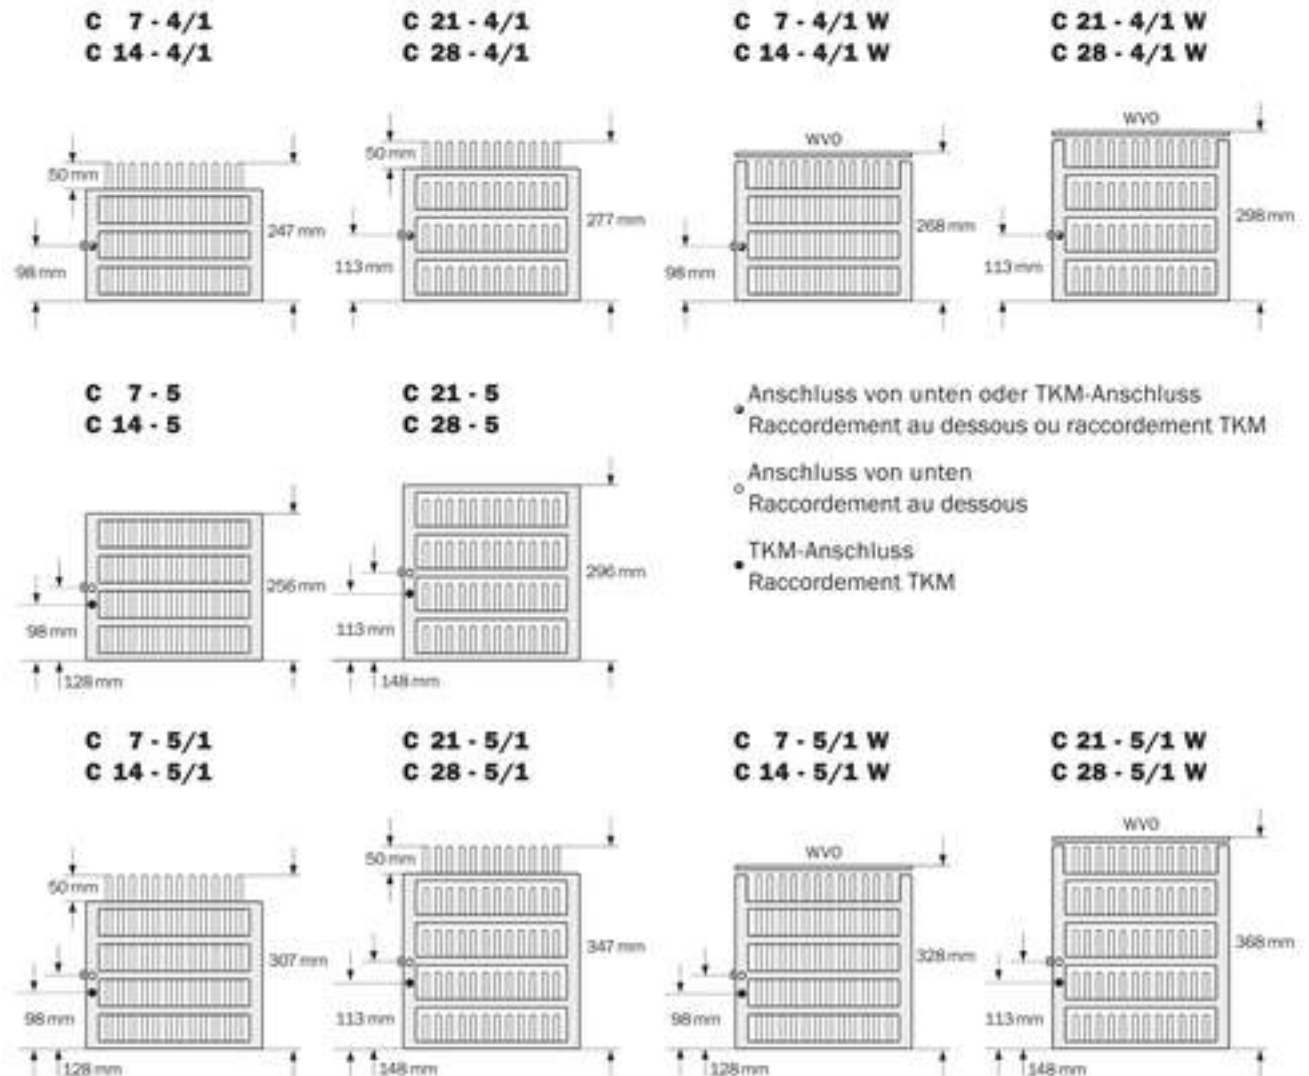 C 7 - 4/1
C 14 - 4/1
C 21 - 4/1
C 28 - 4/1
C 7 - 4/1 W
C 14 - 4/1 W
C 21 - 4/1 W
C 28 - 4/1 W
50 mm
247 mm
98 mm
50 mm
277 mm
113 mm
WVO
268 mm
98 mm
WVO
298 mm
113 mm
C 7 - 5
C 14 - 5
C 21 - 5
C 28 - 5
Anschluss von unten oder TKM-Anschluss
Raccordement au dessous ou raccordement TKM
Anschluss von unten
Raccordement au dessous
TKM-Anschluss
Raccordement TKM
256 mm
98 mm
128 mm
296 mm
113 mm
148 mm
C 7 - 5/1
C 14 - 5/1
C 21 - 5/1
C 28 - 5/1
C 7 - 5/1 W
C 14 - 5/1 W
C 21 - 5/1 W
C 28 - 5/1 W
50 mm
307 mm
98 mm
128 mm
50 mm
347 mm
113 mm
148 mm
WVO
328 mm
98 mm
128 mm
WVO
368 mm
113 mm
148 mm